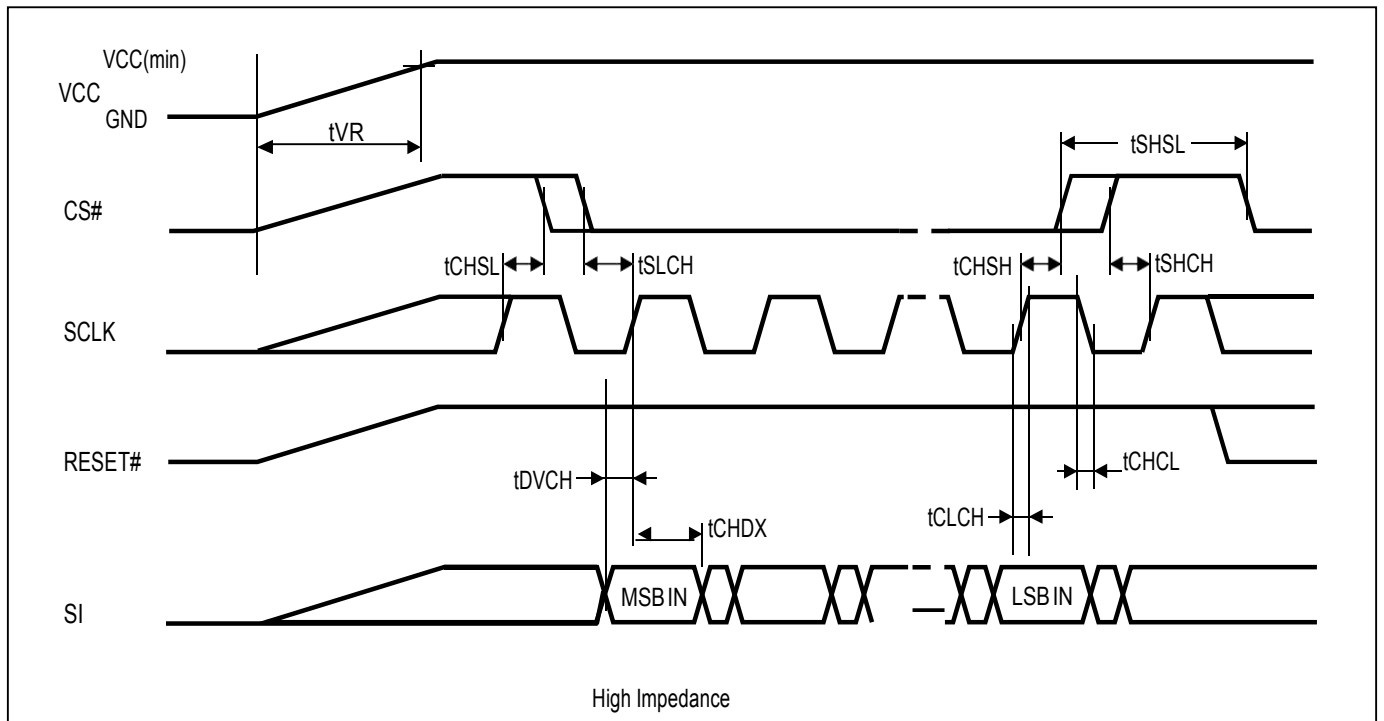 VCC(min)
VCC
GND
tVR
tSHSL
CS#
tCHSL
tSLCH
tCHSH
tSHCH
SCLK
RESET#
tDVCH
tCHCL
tCLCH
tCHDX
SI
MSB IN
LSB IN
High Impedance